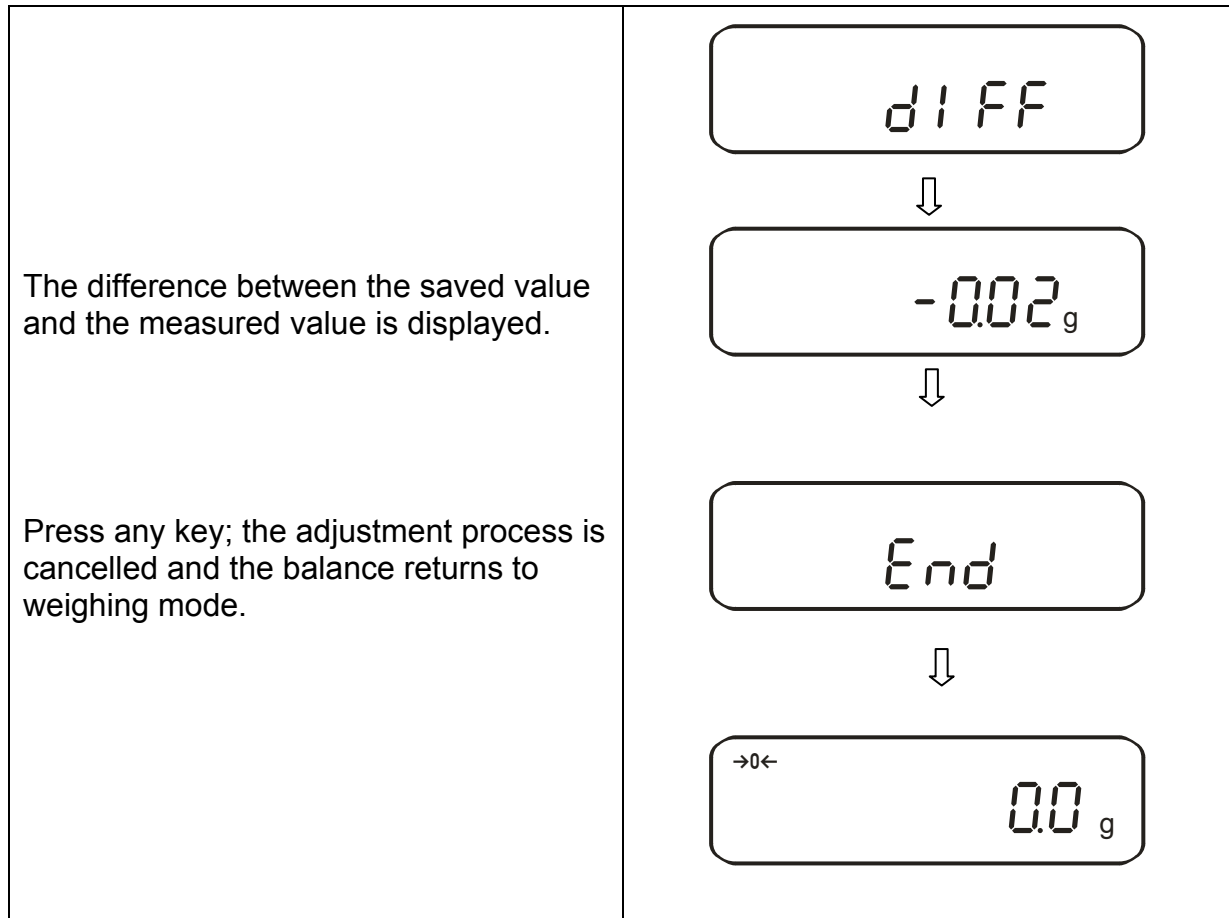 dIFF
The difference between the saved value
and the measured value is displayed.
-0.02 g
Press any key; the adjustment process is
cancelled and the balance returns to
weighing mode.
End
→0←
0.0 g